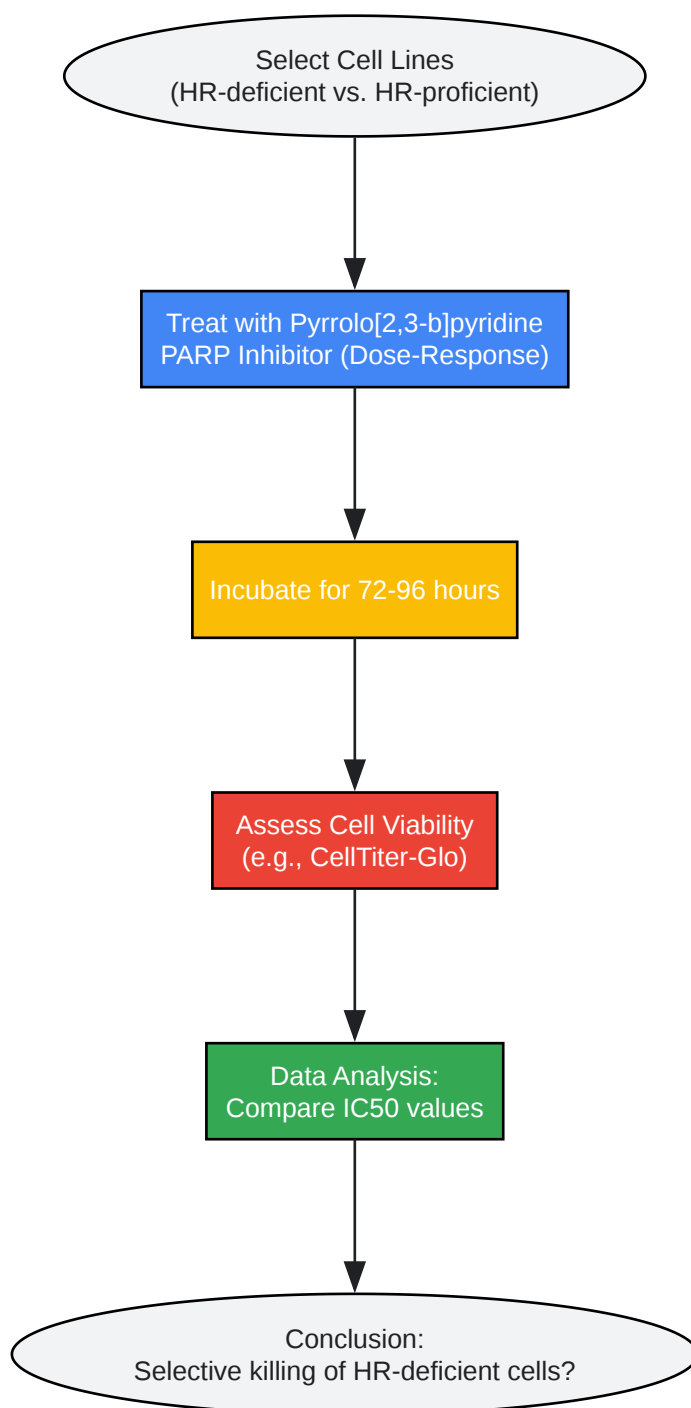 Select Cell Lines
(HR-deficient vs. HR-proficient)
Treat with Pyrrolo[2,3-b]pyridine
PARP Inhibitor (Dose-Response)
Incubate for 72-96 hours
Assess Cell Viability
(e.g., CellTiter-Glo)
Data Analysis:
Compare IC50 values
Conclusion:
Selective killing of HR-deficient cells?